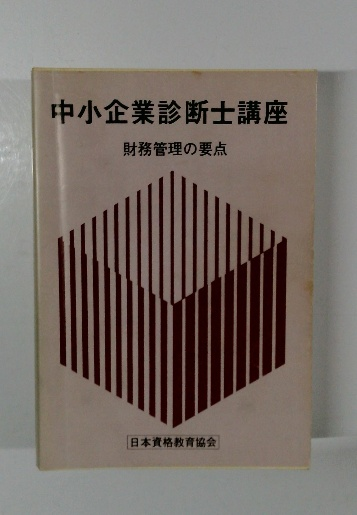 中小企業診断士講座
財務管理の要点
日本資格教育協会